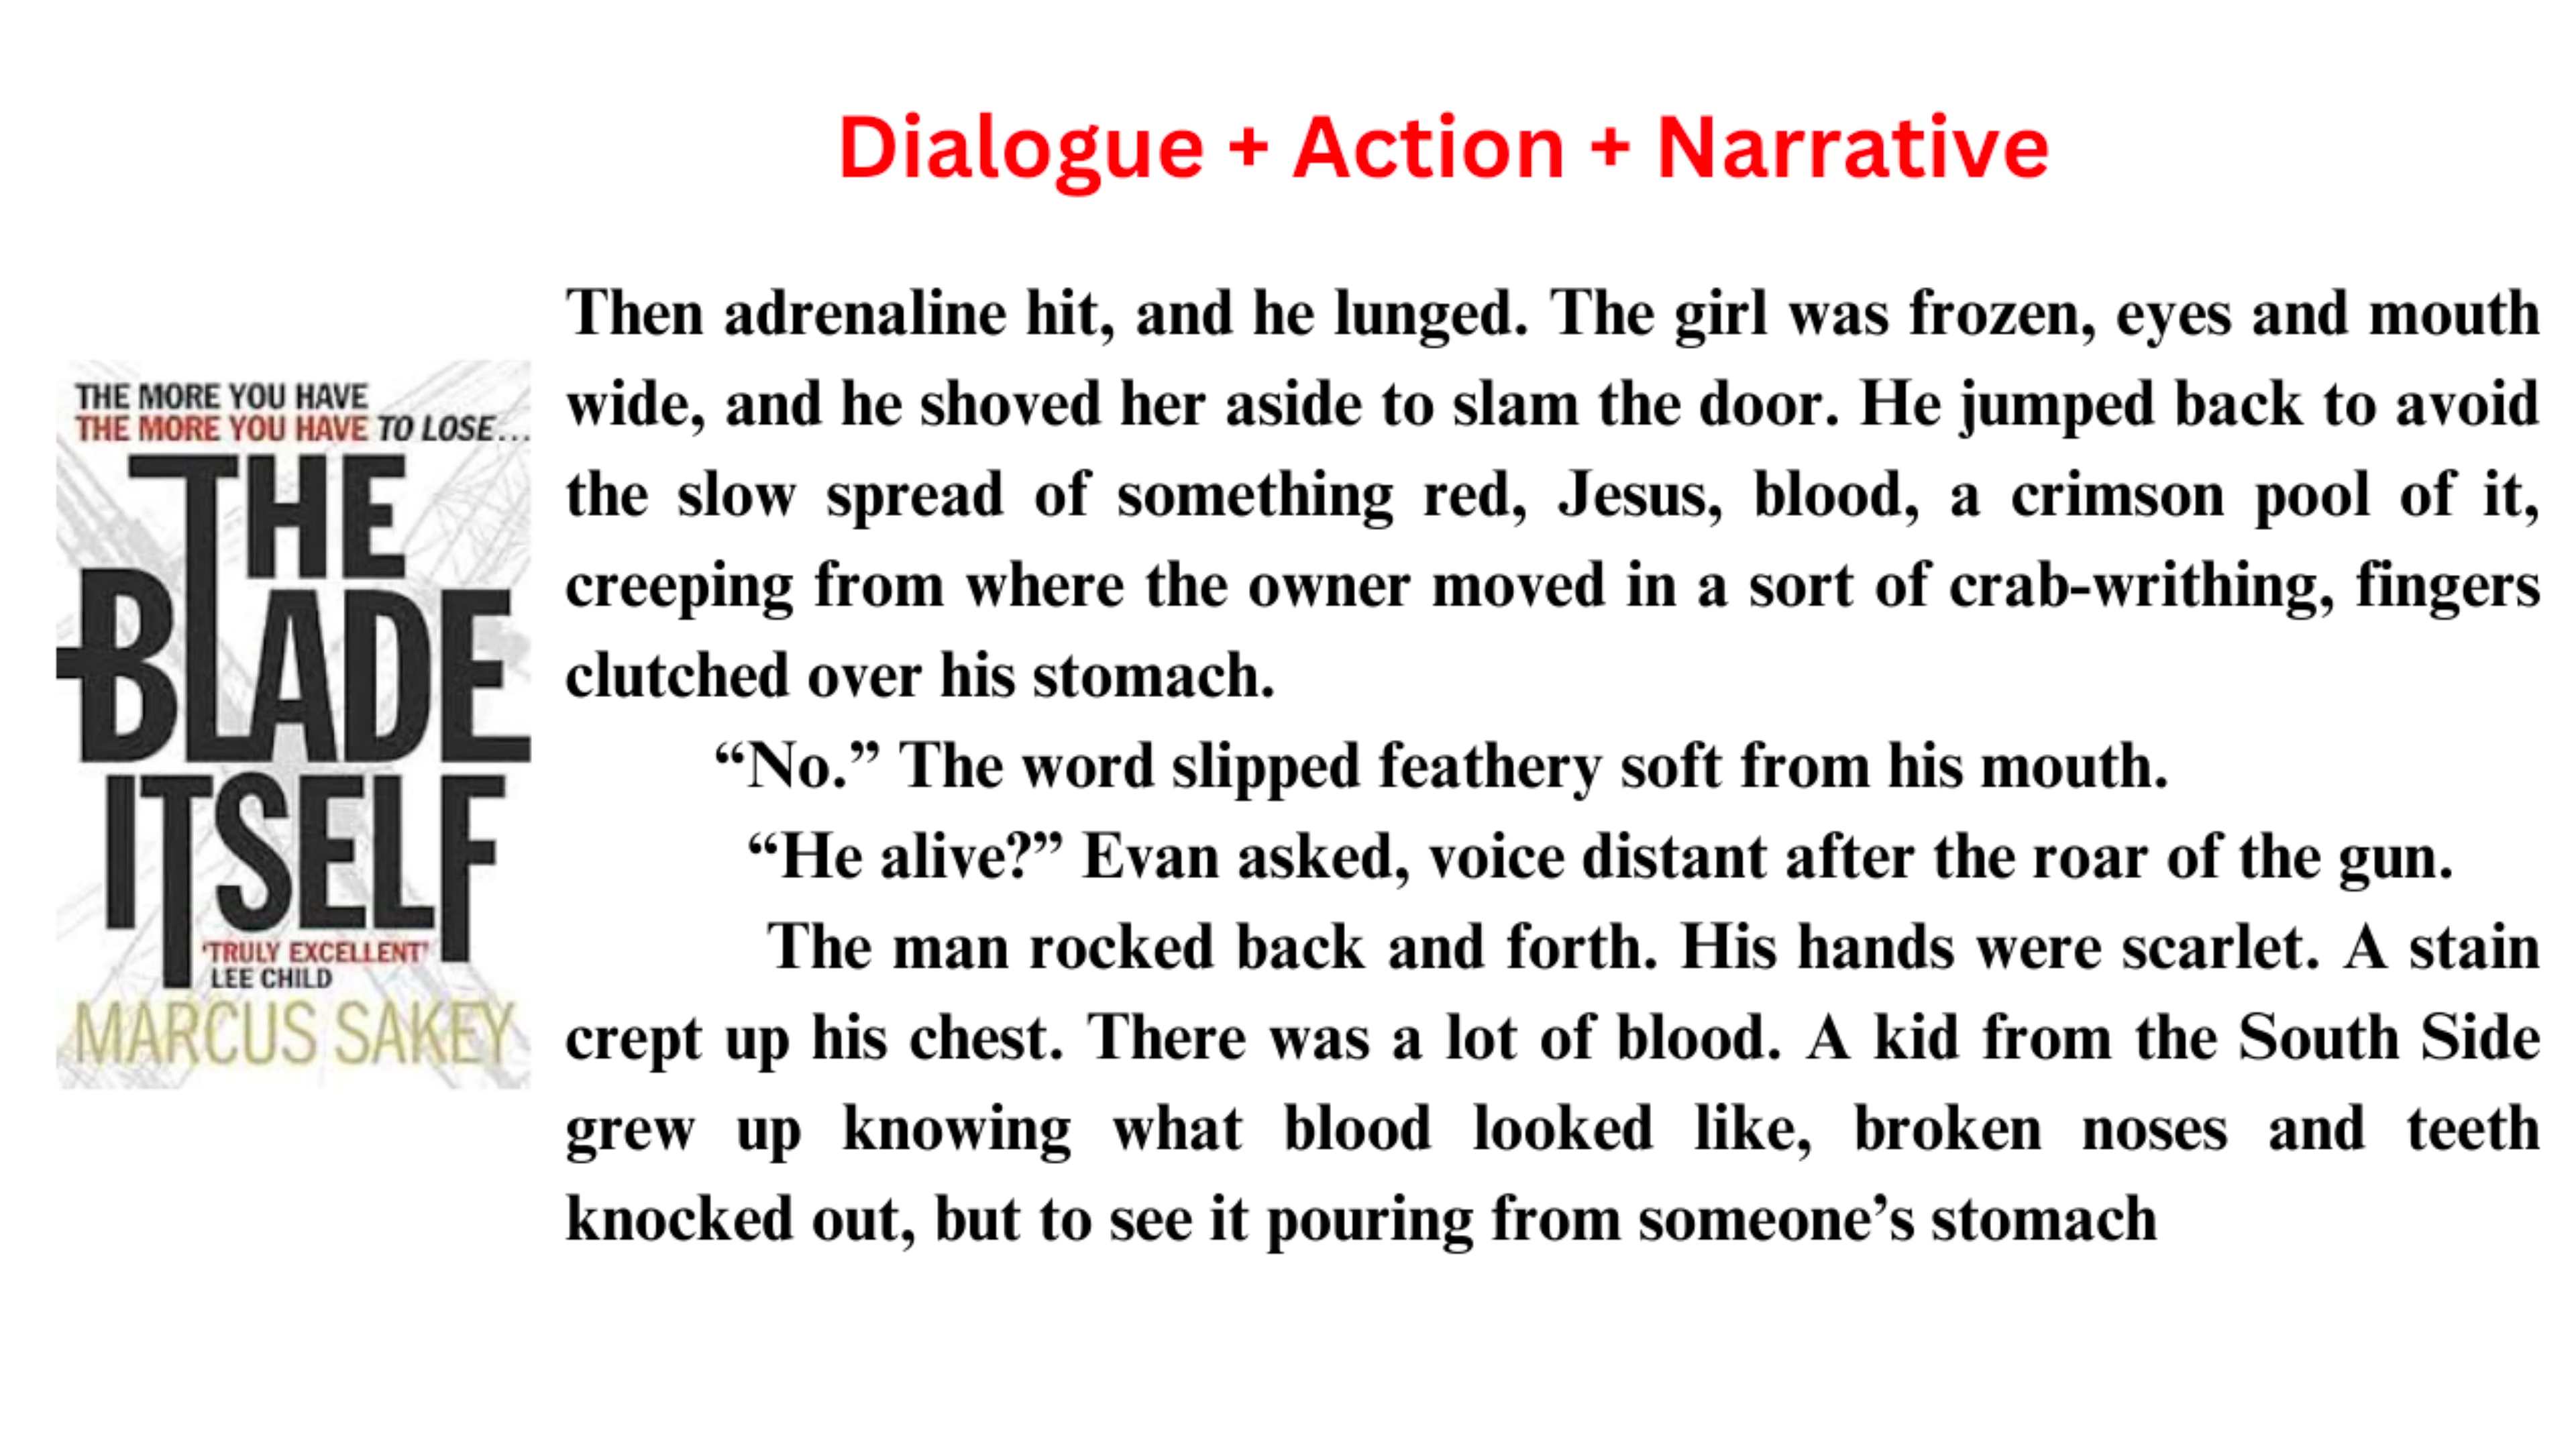 Dialogue + Action + Narrative
THE MORE YOU HAVE
THE MORE YOU HAVE TO LOSE...
THE
BLADE
ITSELF
'TRULY EXCELLENT'
LEE CHILD
MARCUS SAKEY
Then adrenaline hit, and he lunged. The girl was frozen, eyes and mouth
wide, and he shoved her aside to slam the door. He jumped back to avoid
the slow spread of something red, Jesus, blood, a crimson pool of it,
creeping from where the owner moved in a sort of crab-writhing, fingers
clutched over his stomach.
“No.” The word slipped feathery soft from his mouth.
“He alive?” Evan asked, voice distant after the roar of the gun.
The man rocked back and forth. His hands were scarlet. A stain
crept up his chest. There was a lot of blood. A kid from the South Side
grew up knowing what blood looked like, broken noses and teeth
knocked out, but to see it pouring from someone’s stomach